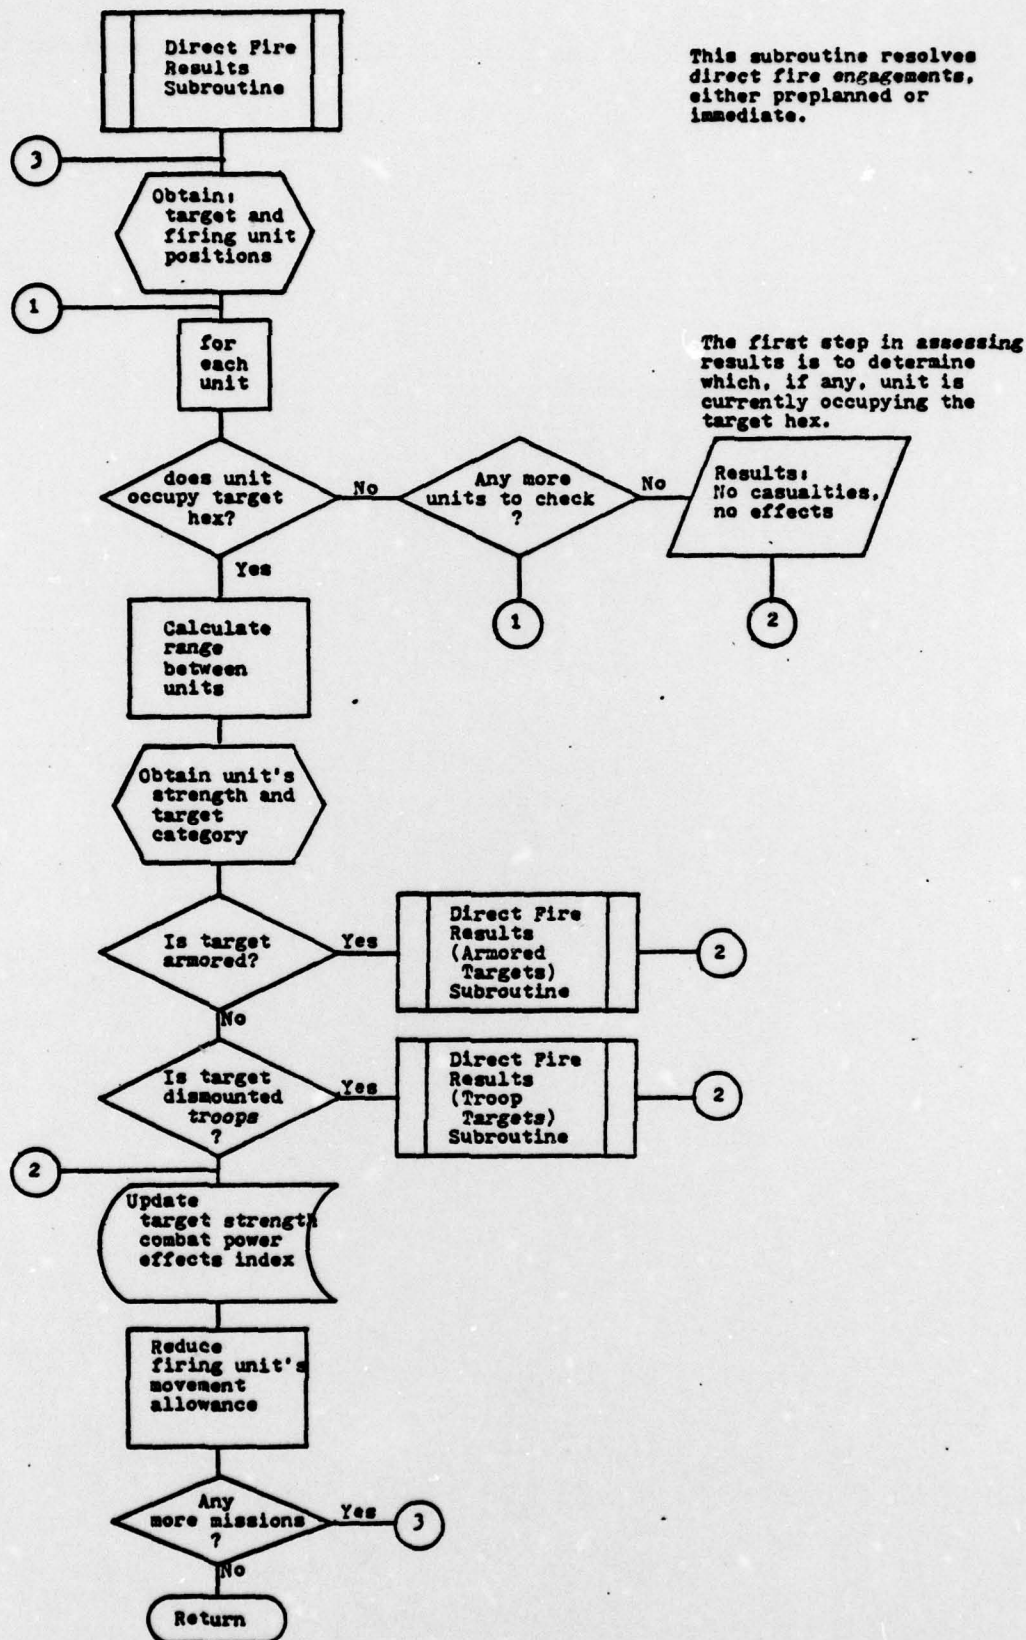 Direct Fire
Results
Subroutine
This subroutine resolves
direct fire engagements,
either preplanned or
immediate.
3
Obtain:
target and
firing unit
positions
1
for
each
unit
The first step in assessing
results is to determine
which, if any, unit is
currently occupying the
target hex.
does unit
occupy target
hex?
No
Any more
units to check
?
No
Results:
No casualties,
no effects
Yes
1
2
Calculate
range
between
units
Obtain unit's
strength and
target
category
Is target
armored?
Yes
Direct Fire
Results
(Armored
Targets)
Subroutine
2
No
Is target
dismounted
troops
?
Yes
Direct Fire
Results
(Troop
Targets)
Subroutine
2
2
Update
target strength
combat power
effects index
Reduce
firing unit's
movement
allowance
Any
more missions
?
Yes
3
No
Return